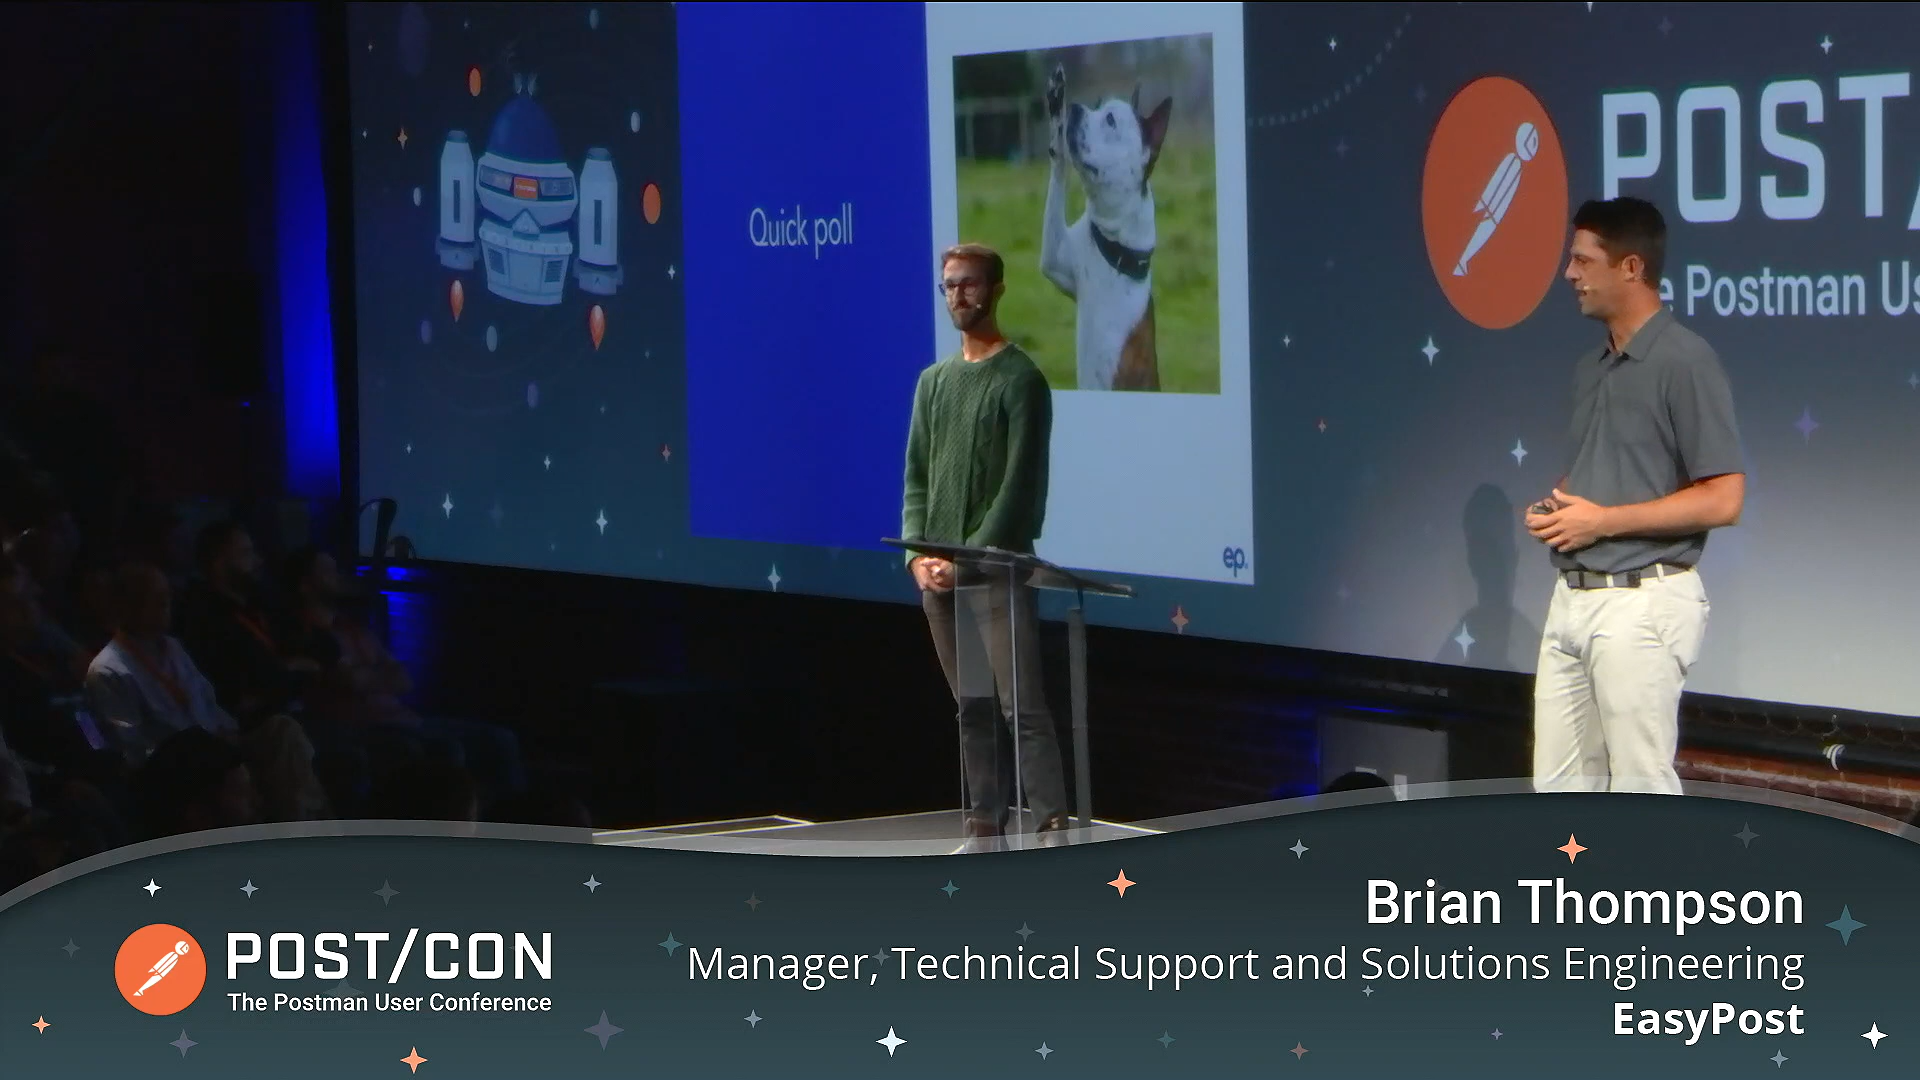 Quick poll
ep.
POST/
e Postman Us
POST/CON
The Postman User Conference
Brian Thompson
Manager, Technical Support and Solutions Engineering
EasyPost